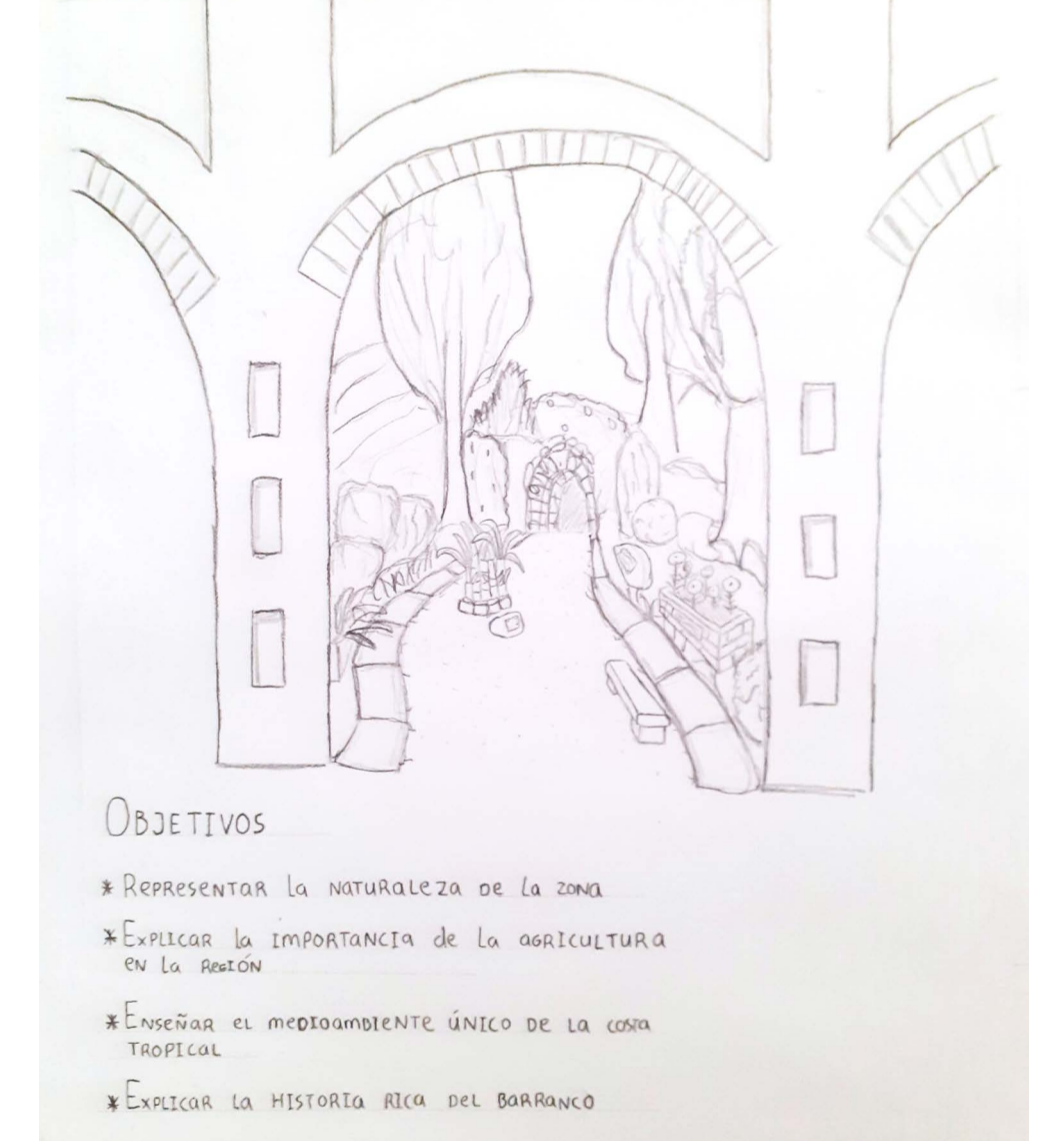 OBJETIVOS
* REPRESENTAR La NATURALEZA DE La ZONA
* EXPLICAR la IMPORTANCIA de La AGRICULTURA
EN La REGIÓN
* ENSEÑAR EL MEDIOAMBIENTE ÚNICO DE LA COSTA
TROPICAL
* EXPLICAR La HISTORIA RICA DEL BARRANCO